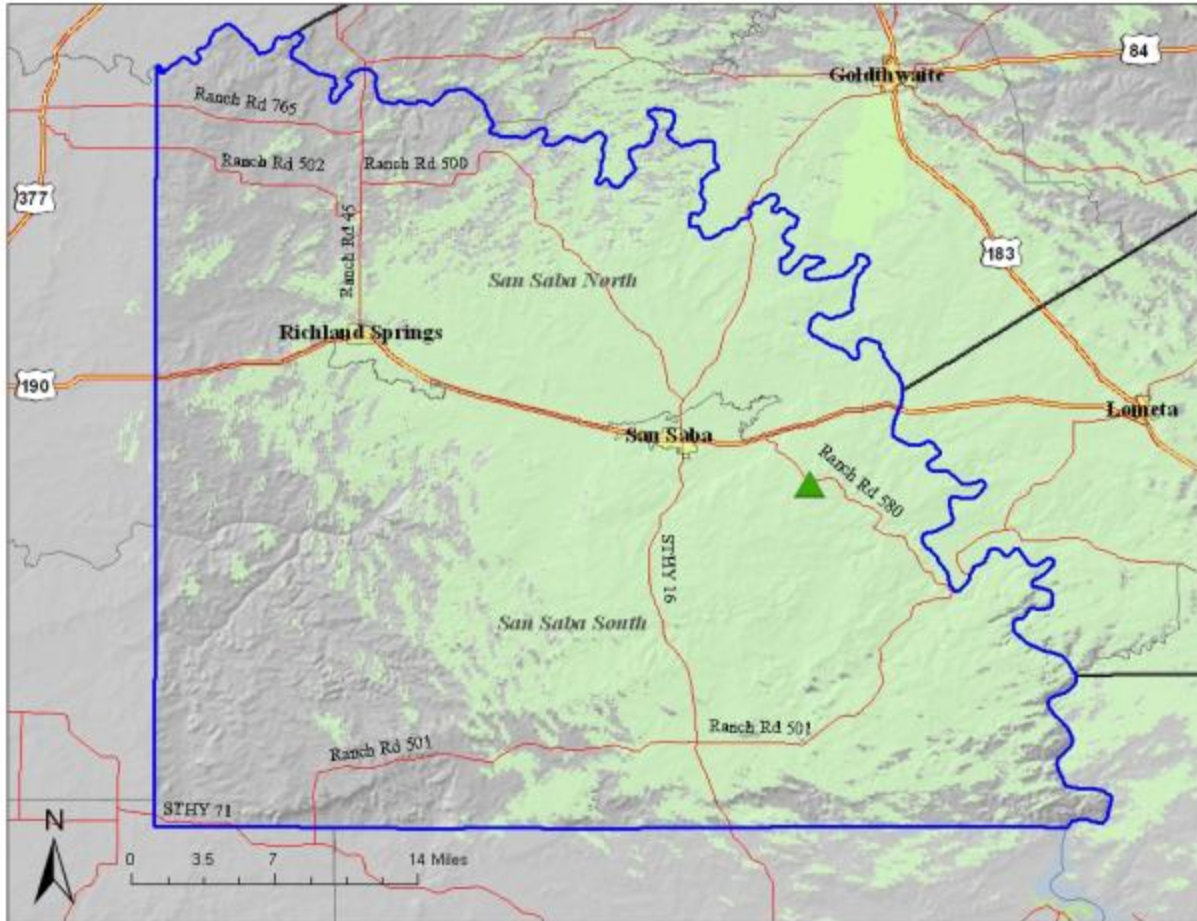 84
Goldthwaite
Ranch Rd 765
Ranch Rd 502
Ranch Rd 500
377
Ranch Rd 45
183
San Saba North
Richland Springs
190
Lometa
San Saba
Ranch Rd 580
STHY 16
San Saba South
Ranch Rd 501
Ranch Rd 501
STHY 71
N
0 3.5 7 14 Miles